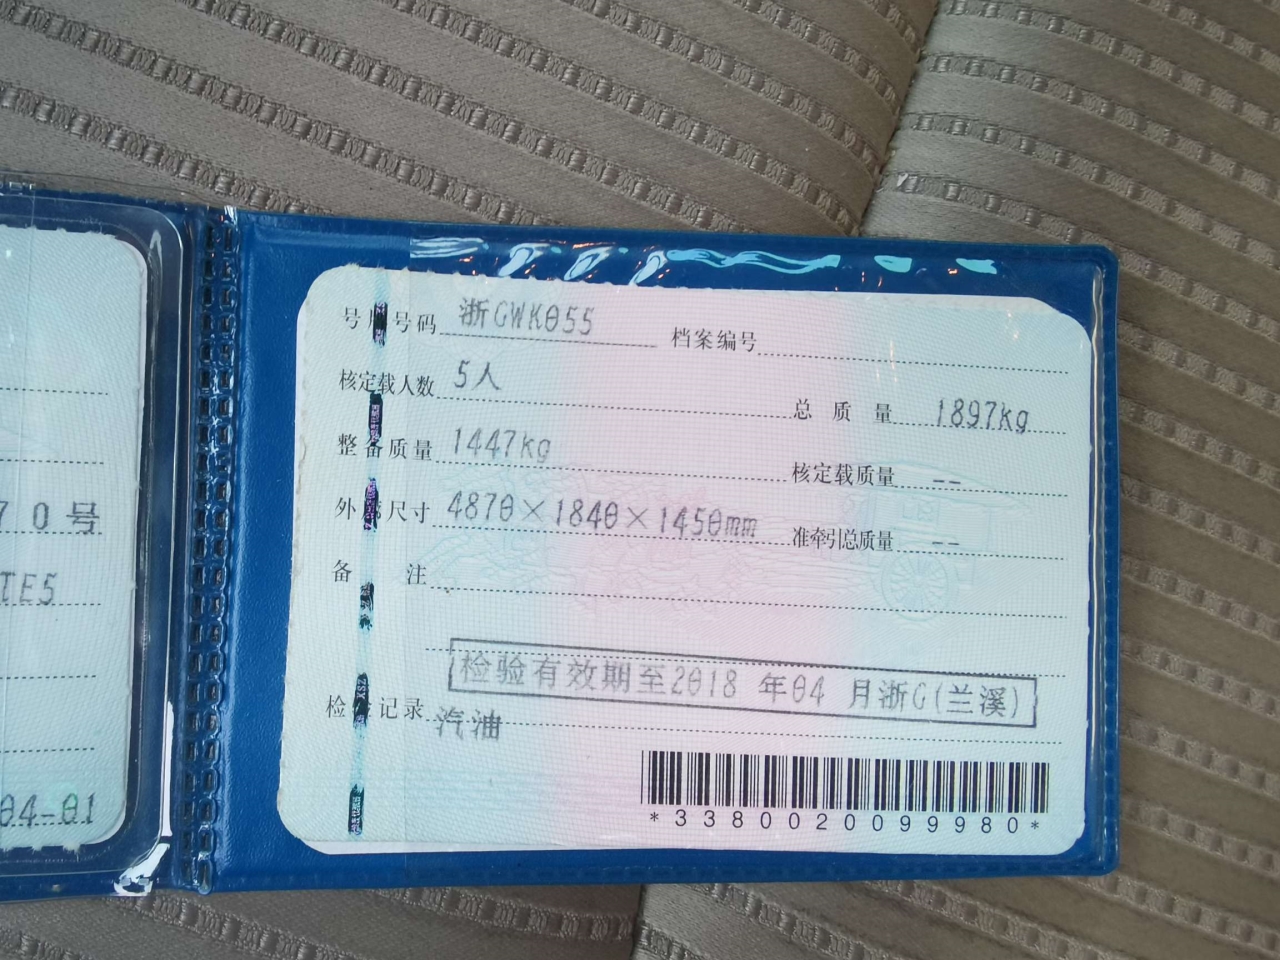 70号
TE5
04-01
号牌号码 浙GWK055 档案编号
核定载人数 5人 总质量 1897kg
整备质量 1447kg 核定载质量 --
外廓尺寸 4870×1840×1450mm 准牵引总质量 --
备注
检验有效期至2018年04月浙G(兰溪)
检验记录 汽油
*3380020099980*